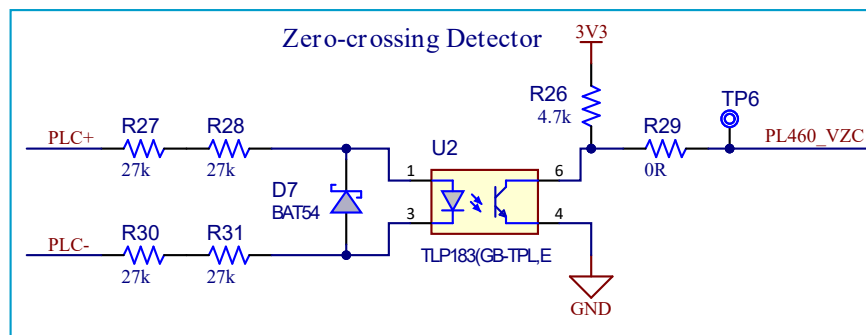 Zero-crossing Detector
3V3
R26
4.7k
TP6
PLC+
R27
27k
R28
27k
R29
0R
PL460_VZC
U2
1
6
D7
BAT54
3
4
PLC-
R30
27k
R31
27k
TLP183(GB-TPL,E
GND